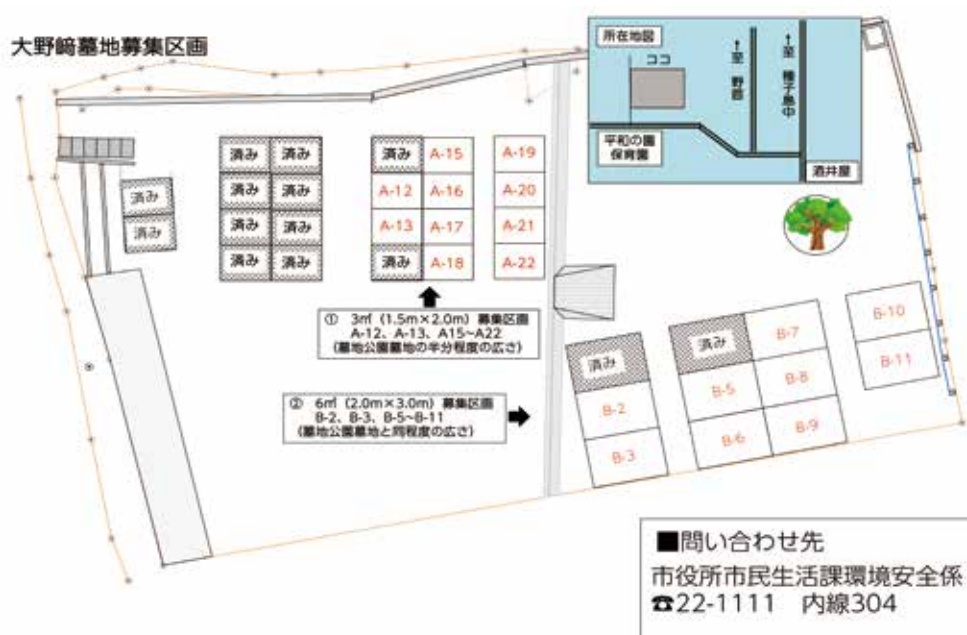 大野﨑墓地募集区画
所在地図
ココ
↑至 野首
↑至 種子島中
平和の園
保育園
酒井屋
済み
済み
済み 済み
済み 済み
済み 済み
済み 済み
済み A-15
A-12 A-16
A-13 A-17
済み A-18
A-19
A-20
A-21
A-22
① 3㎡（1.5m×2.0m）募集区画
A-12、A-13、A15~A22
（墓地公園墓地の半分程度の広さ）
② 6㎡（2.0m×3.0m）募集区画
B-2、B-3、B-5~B-11
（墓地公園墓地と同程度の広さ）
済み
B-2
B-3
済み B-7
B-5 B-8
B-6 B-9
B-10
B-11
■問い合わせ先
市役所市民生活課環境安全係
☎22-1111 内線304